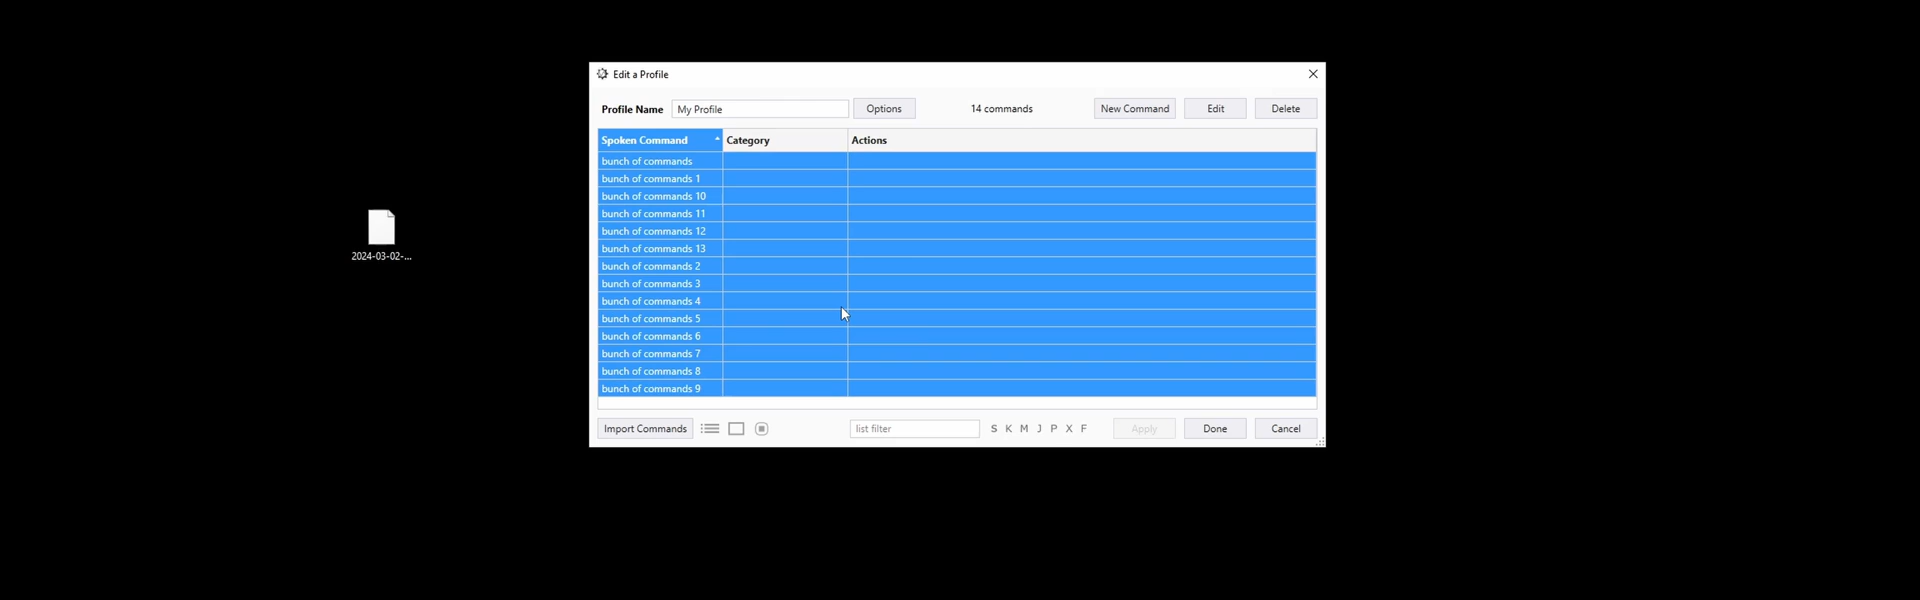 Edit a Profile
Profile Name My Profile Options 14 commands New Command Edit Delete
Spoken Command Category Actions
bunch of commands
bunch of commands 1
bunch of commands 10
bunch of commands 11
bunch of commands 12
bunch of commands 13
bunch of commands 2
bunch of commands 3
bunch of commands 4
bunch of commands 5
bunch of commands 6
bunch of commands 7
bunch of commands 8
bunch of commands 9
Import Commands list filter S K M J P X F Apply Done Cancel
2024-03-02-...